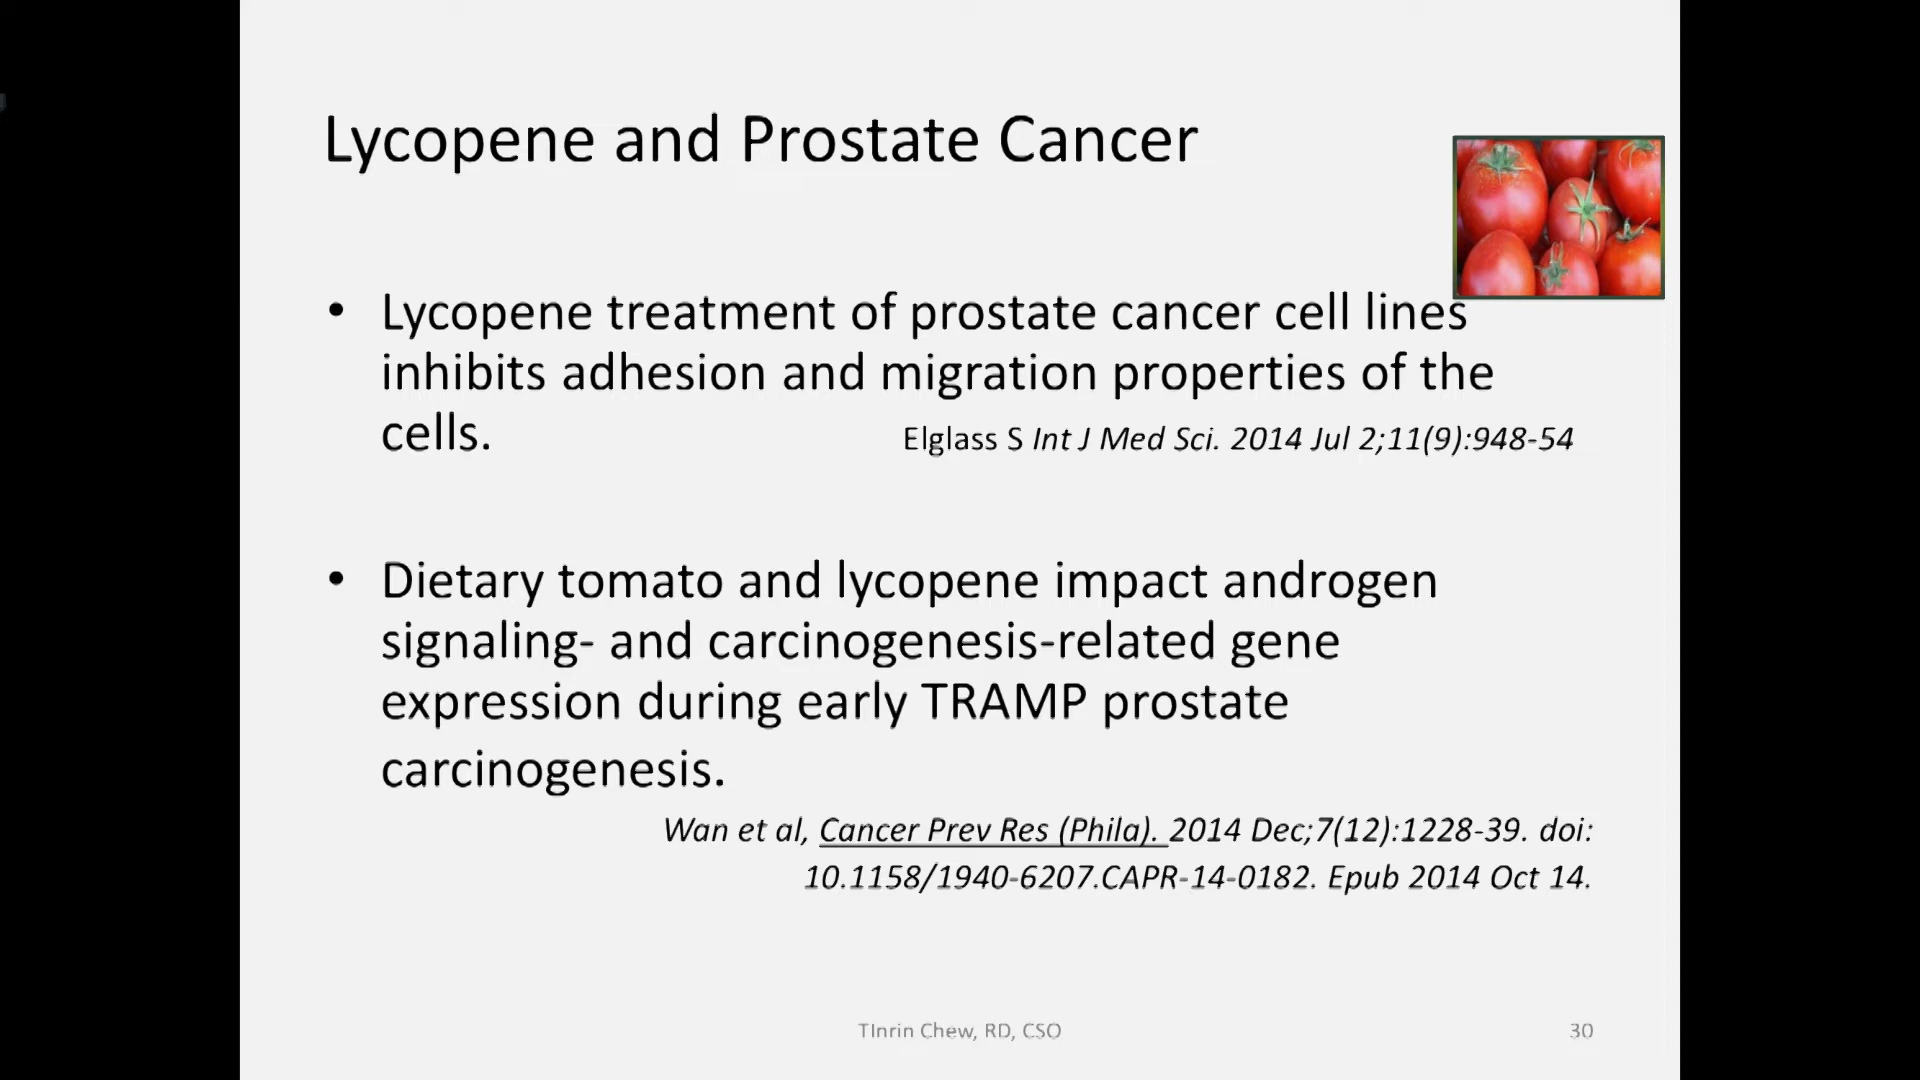 Lycopene and Prostate Cancer
• Lycopene treatment of prostate cancer cell lines
inhibits adhesion and migration properties of the
cells. Elglass S Int J Med Sci. 2014 Jul 2;11(9):948-54
• Dietary tomato and lycopene impact androgen
signaling- and carcinogenesis-related gene
expression during early TRAMP prostate
carcinogenesis.
Wan et al, Cancer Prev Res (Phila). 2014 Dec;7(12):1228-39. doi:
10.1158/1940-6207.CAPR-14-0182. Epub 2014 Oct 14.
TInrin Chew, RD, CSO 30